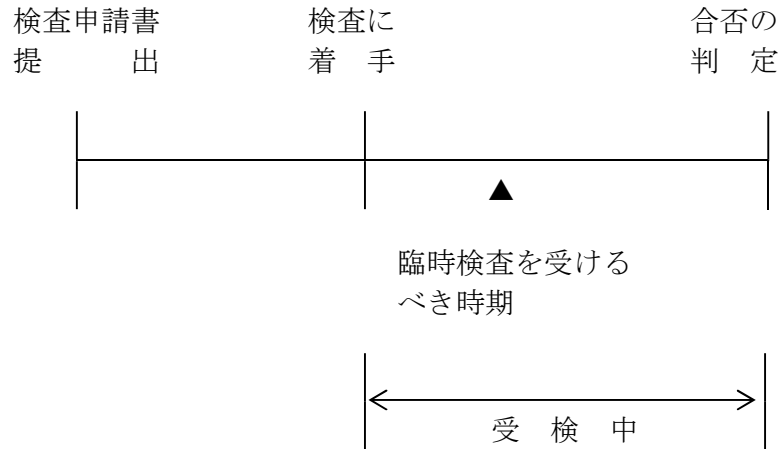 検査申請書
提　　　出
検査に
着　手
合否の
判　定
▲
臨時検査を受ける
べき時期
受　検　中